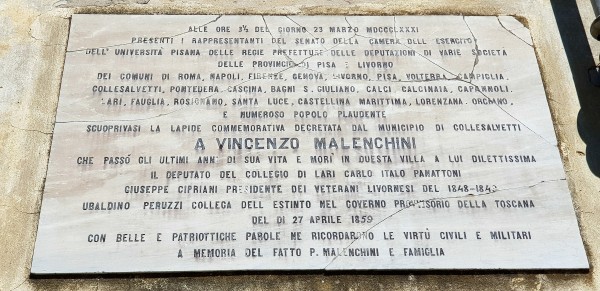 ALLE ORE 3½ DEL GIORNO 23 MARZO MDCCCLXXXI
PRESENTI I RAPPRESENTANTI DEL SENATO DELLA CAMERA DELL ESERCITO
DELL' UNIVERSITÁ PISANA DELLE REGIE PREFETTURE DELLE DEPUTAZIONI DI VARIE SOCIETÁ
DELLE PROVINCIE DI PISA E LIVORNO
DEI COMUNI DI ROMA, NAPOLI, FIRENZE, GENOVA, LIVORNO, PISA, VOLTERRA, CAMPIGLIA,
COLLESALVETTI, PONTEDERA, CASCINA, BAGNI S. GIULIANO, CALCI, CALCINAIA, CAPANNOLI,
LARI, FAUGLIA, ROSIGNANO, SANTA LUCE, CASTELLINA MARITTIMA, LORENZANA, ORCIANO,
E NUMEROSO POPOLO PLAUDENTE
SCUOPRIVASI LA LAPIDE COMMEMORATIVA DECRETATA DAL MUNICIPIO DI COLLESALVETTI
A VINCENZO MALENCHINI
CHE PASSÓ GLI ULTIMI ANNI DI SUA VITA E MORÌ IN QUESTA VILLA A LUI DILETTISSIMA
IL DEPUTATO DEL COLLEGIO DI LARI CARLO ITALO PANATTONI
GIUSEPPE CIPRIANI PRESIDENTE DEI VETERANI LIVORNESI DEL 1848-1849
UBALDINO PERUZZI COLLEGA DELL ESTINTO NEL GOVERNO PROVVISORIO DELLA TOSCANA
DEL DI 27 APRILE 1859
CON BELLE E PATRIOTTICHE PAROLE NE RICORDARONO LE VIRTÙ CIVILI E MILITARI
A MEMORIA DEL FATTO P. MALENCHINI E FAMIGLIA